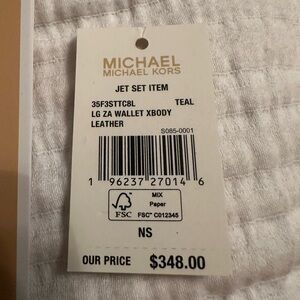 MICHAEL
MICHAEL KORS
JET SET ITEM
35F3STTC8L TEAL
LG ZA WALLET XBODY
LEATHER
S085-0001
1 96237 27014 6
FSC
MIX
Paper
FSC® C012345
NS
OUR PRICE $348.00